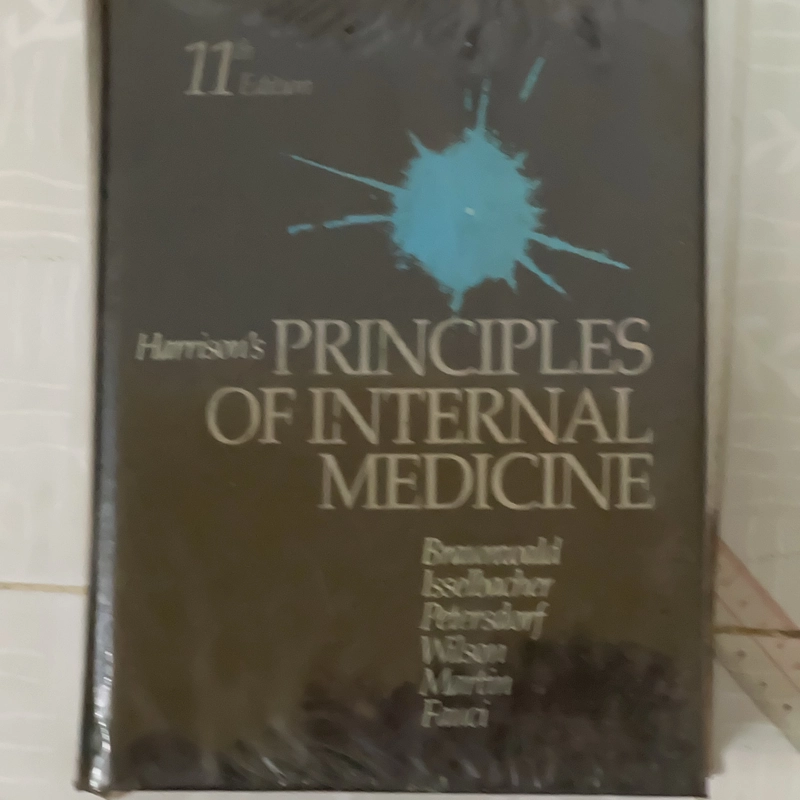 11th Edition
Harrison's PRINCIPLES
OF INTERNAL
MEDICINE
Braunwald
Isselbacher
Petersdorf
Wilson
Martin
Fauci